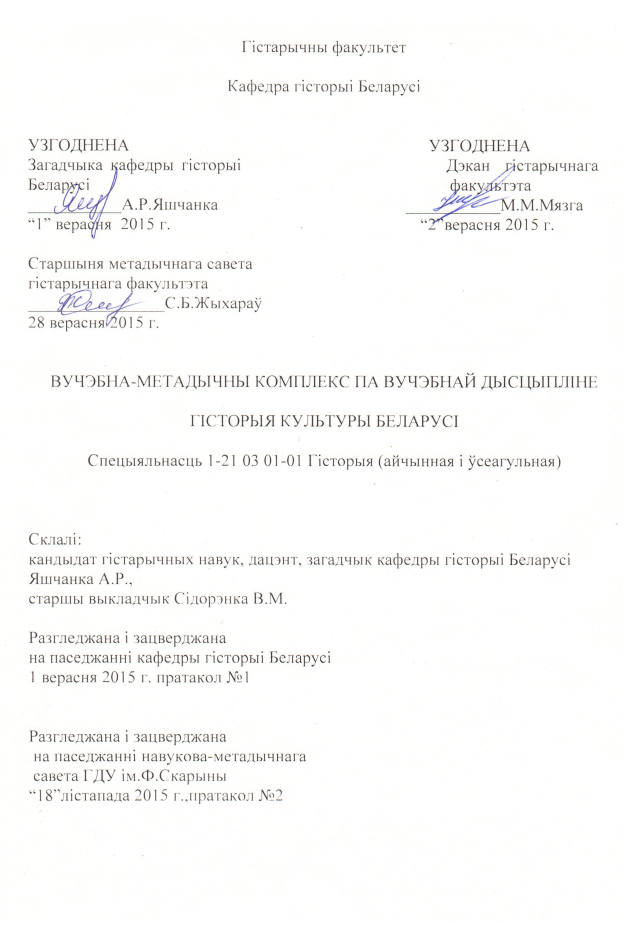 Гістарычны факультет
Кафедра гісторыі Беларусі
УЗГОДНЕНА
Загадчыка кафедры гісторыі
Беларусі
____________А.Р.Яшчанка
“1” верасня 2015 г.
УЗГОДНЕНА
Дэкан гістарычнага
факультэта
____________М.М.Мязга
“2”верасня 2015 г.
Старшыня метадычнага савета
гістарычнага факультэта
_________________С.Б.Жыхараў
28 верасня 2015 г.
ВУЧЭБНА-МЕТАДЫЧНЫ КОМПЛЕКС ПА ВУЧЭБНАЙ ДЫСЦЫПЛІНЕ
ГІСТОРЫЯ КУЛЬТУРЫ БЕЛАРУСІ
Спецыяльнасць 1-21 03 01-01 Гісторыя (айчынная і ўсеагульная)
Склалі:
кандыдат гістарычных навук, дацэнт, загадчык кафедры гісторыі Беларусі
Яшчанка А.Р.,
старшы выкладчык Сідорэнка В.М.
Разгледжана і зацверджана
на паседжанні кафедры гісторыі Беларусі
1 верасня 2015 г. пратакол №1
Разгледжана і зацверджана
на паседжанні навукова-метадычнага
савета ГДУ ім.Ф.Скарыны
“18”лістапада 2015 г.,пратакол №2